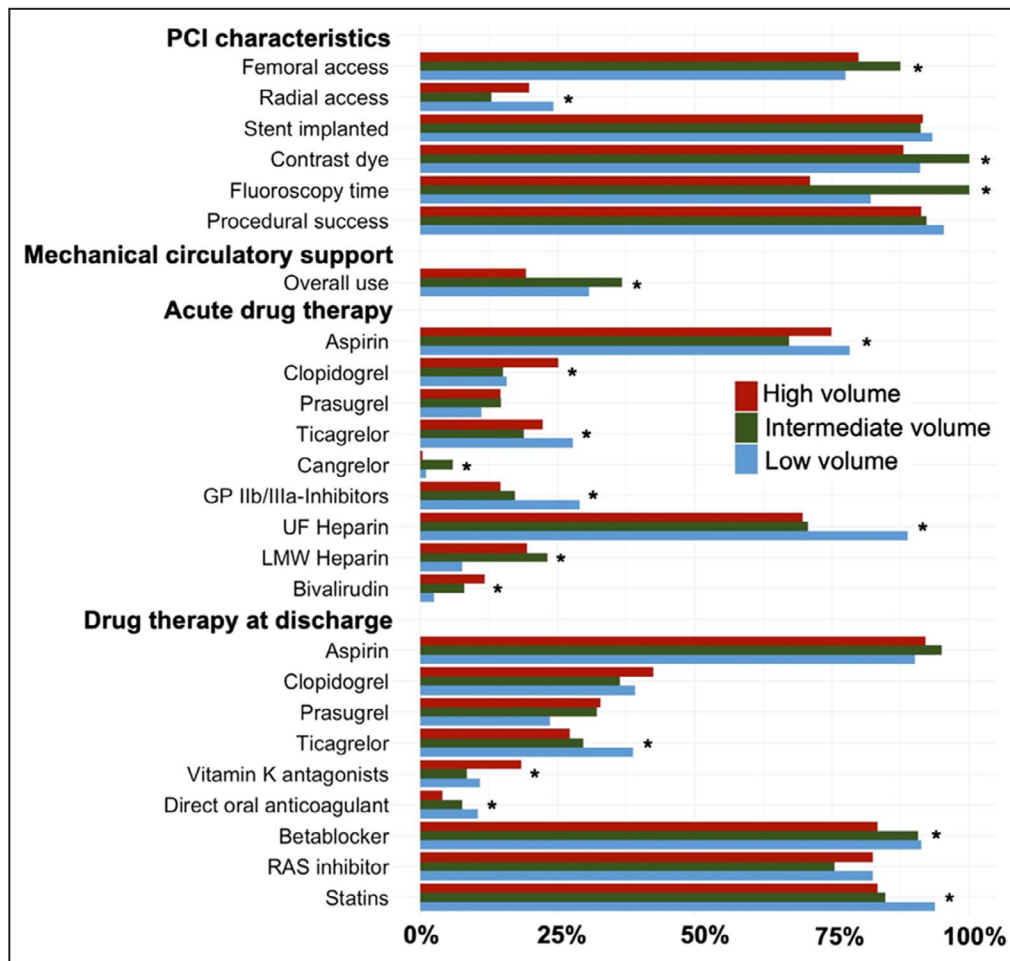 PCI characteristics
Femoral access
*
Radial access
*
Stent implanted
Contrast dye
*
Fluoroscopy time
*
Procedural success
Mechanical circulatory support
Overall use
*
Acute drug therapy
Aspirin
*
Clopidogrel
*
Prasugrel
High volume
Intermediate volume
Low volume
Ticagrelor
*
Cangrelor
*
GP IIb/IIIa-Inhibitors
*
UF Heparin
*
LMW Heparin
*
Bivalirudin
*
Drug therapy at discharge
Aspirin
Clopidogrel
Prasugrel
Ticagrelor
*
Vitamin K antagonists
*
Direct oral anticoagulant
*
Betablocker
*
RAS inhibitor
Statins
*
0% 25% 50% 75% 100%